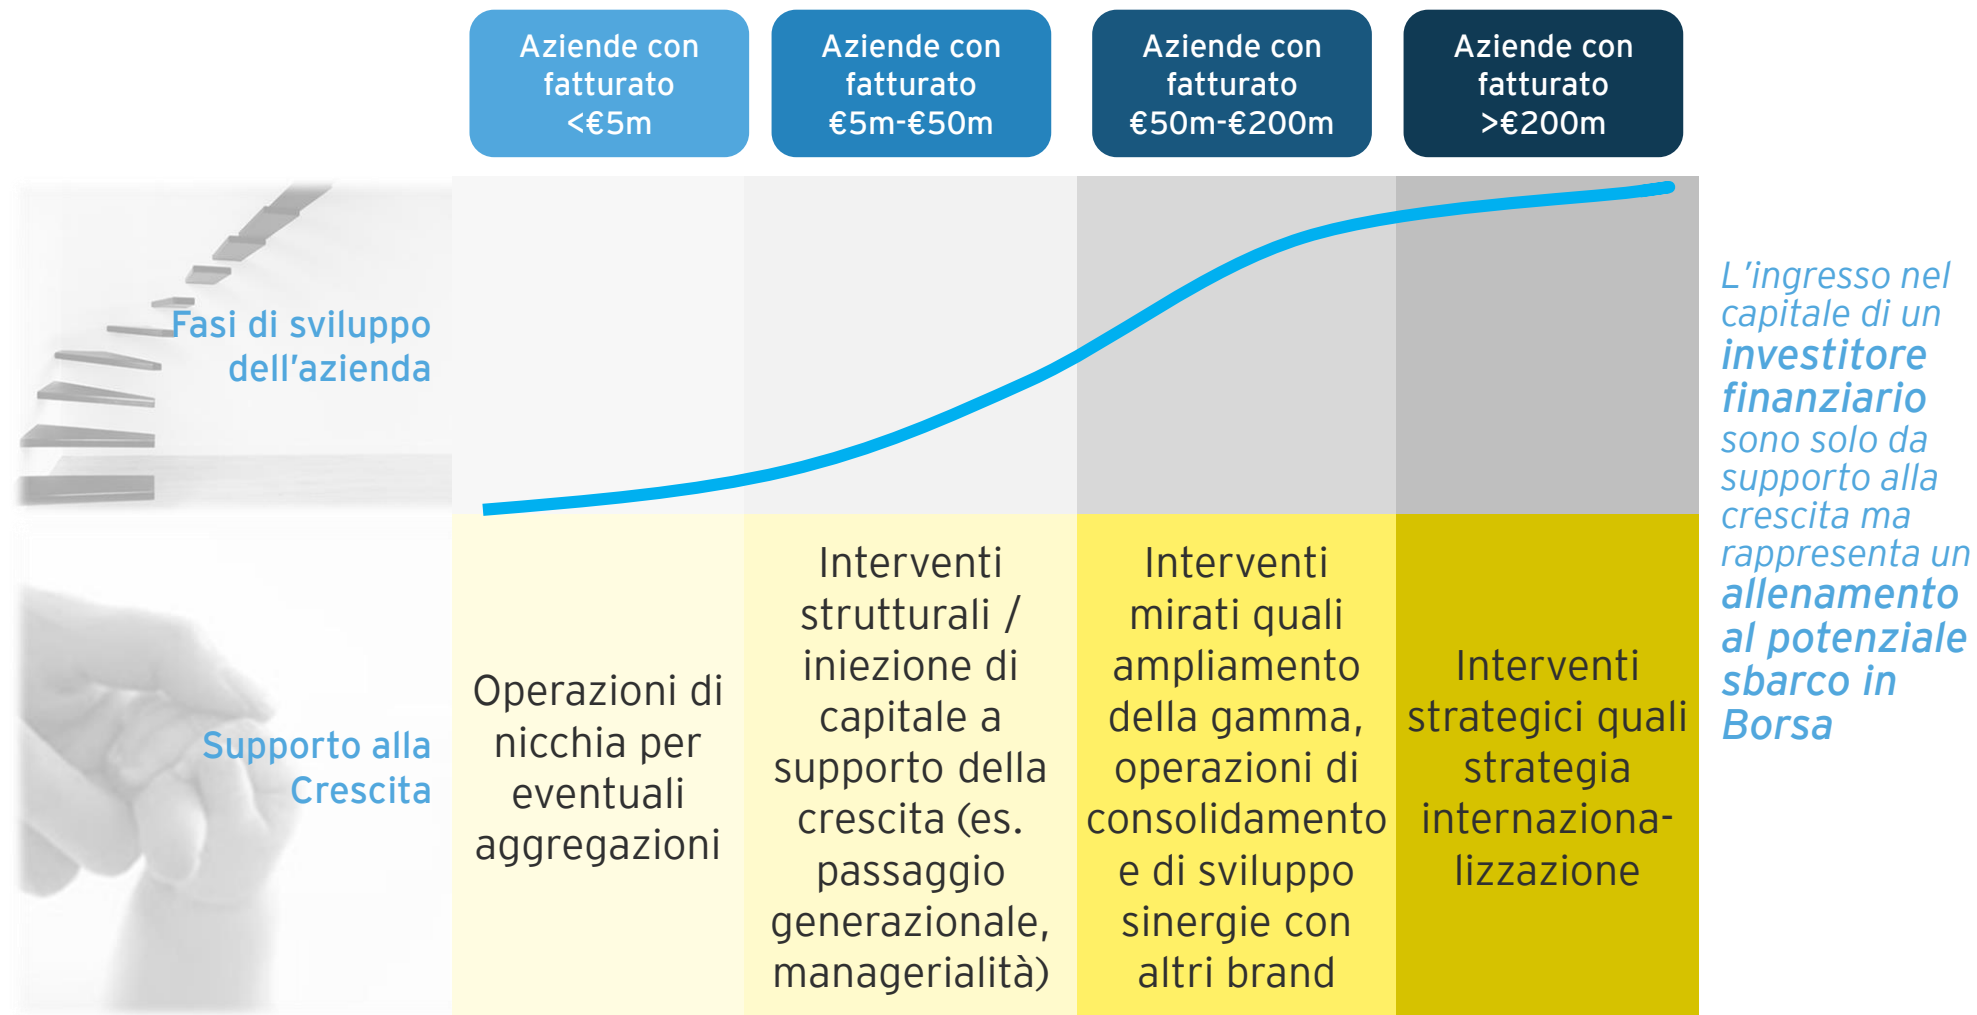 Aziende con
fatturato
<€5m
Aziende con
fatturato
€5m-€50m
Aziende con
fatturato
€50m-€200m
Aziende con
fatturato
>€200m
Fasi di sviluppo
dell'azienda
L'ingresso nel
capitale di un
investitore
finanziario
sono solo da
supporto alla
crescita ma
rappresenta un
allenamento
al potenziale
sbarco in
Borsa
Supporto alla
Crescita
Operazioni di
nicchia per
eventuali
aggregazioni
Interventi
strutturali /
iniezione di
capitale a
supporto della
crescita (es.
passaggio
generazionale,
managerialità)
Interventi
mirati quali
ampliamento
della gamma,
operazioni di
consolidamento
e di sviluppo
sinergie con
altri brand
Interventi
strategici quali
strategia
internaziona-
lizzazione